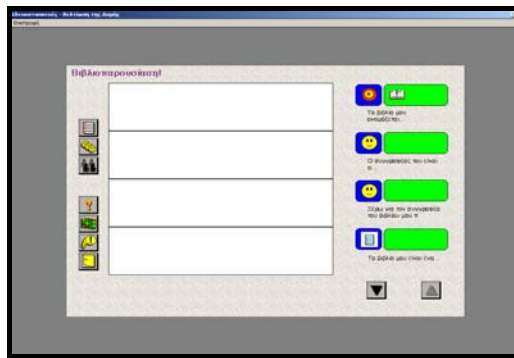 Επιστροφή
Βιβλιοπαρουσίαση!
Το βιβλίο μου
ονομάζεται...
Ο συγγραφέας του είναι
ο ...
Ξέρω για τον συγγραφέα
του βιβλίου μου
Το βιβλίο μου είναι ένα ...